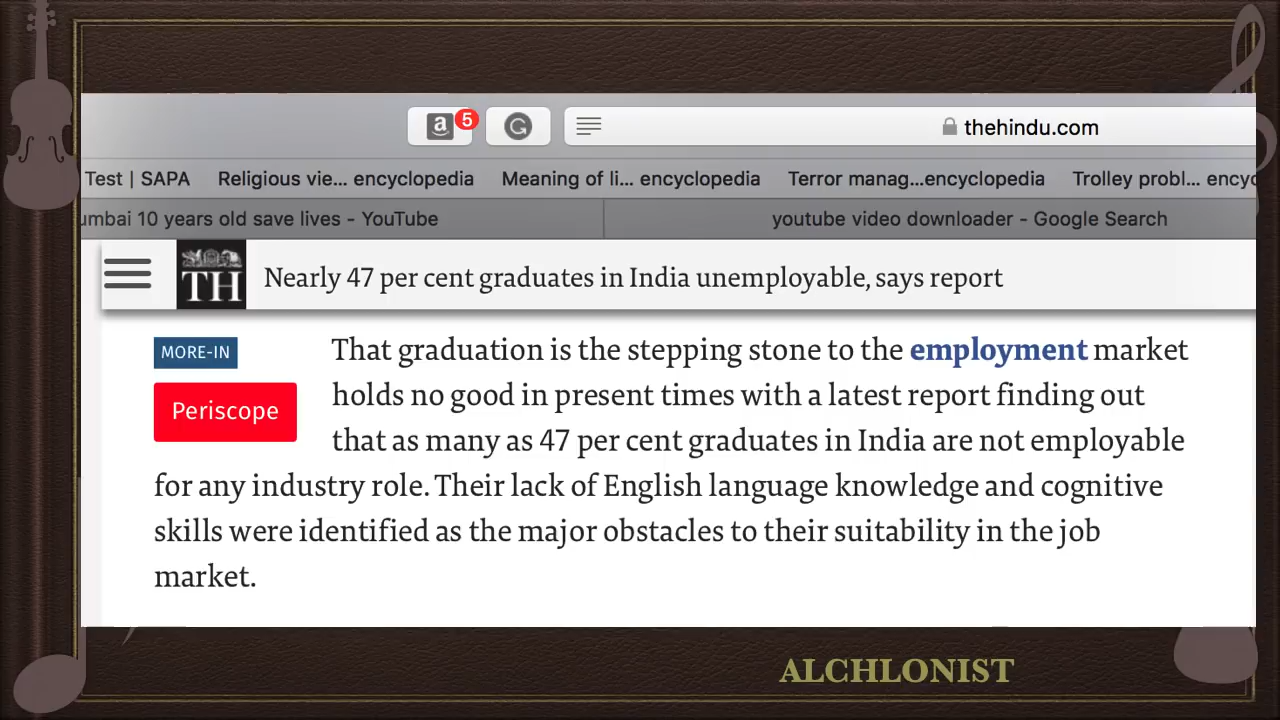 a 5 G thehindu.com
Test | SAPA Religious vie... encyclopedia Meaning of li... encyclopedia Terror manag...encyclopedia Trolley probl... encyc
umbai 10 years old save lives - YouTube youtube video downloader - Google Search
TH Nearly 47 per cent graduates in India unemployable, says report
MORE-IN That graduation is the stepping stone to the employment market
Periscope holds no good in present times with a latest report finding out
that as many as 47 per cent graduates in India are not employable
for any industry role. Their lack of English language knowledge and cognitive
skills were identified as the major obstacles to their suitability in the job
market.
ALCHLONIST